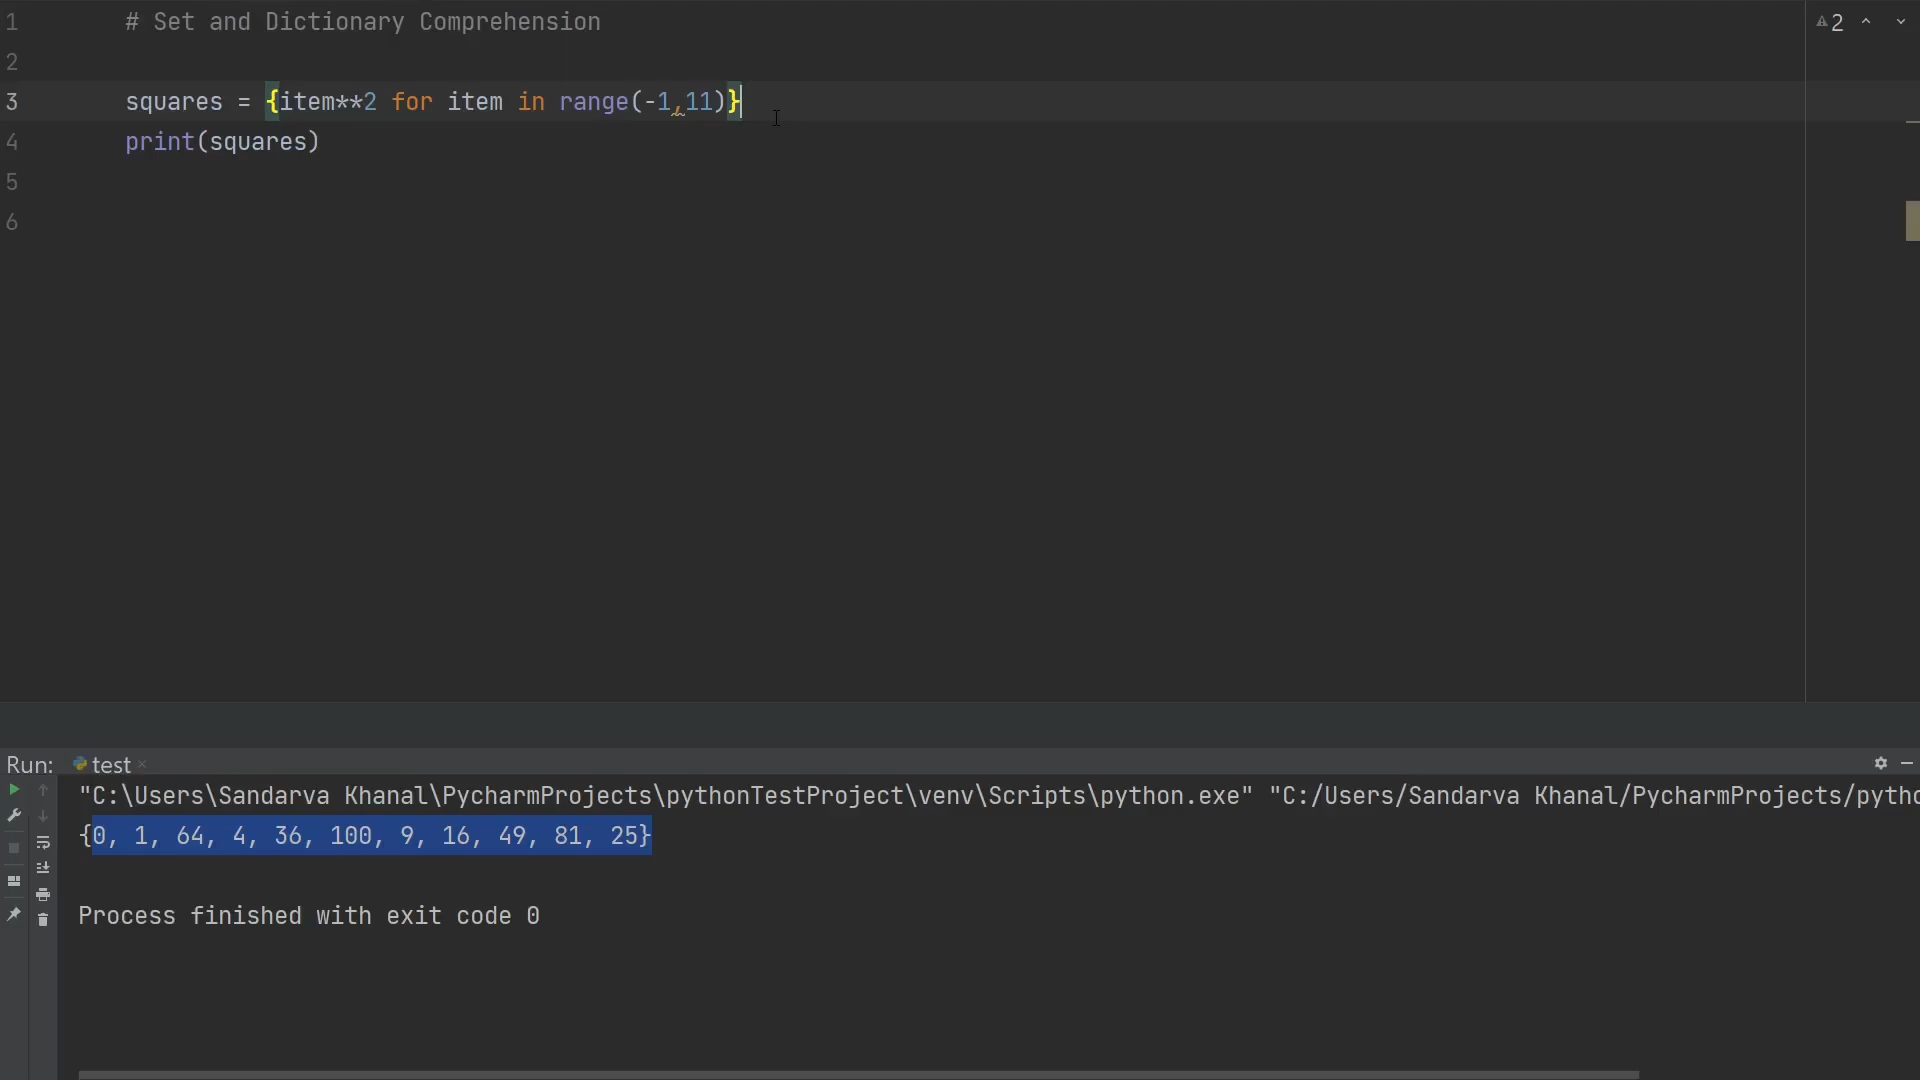 1 # Set and Dictionary Comprehension
2
3 squares = {item**2 for item in range(-1,11)}
4 print(squares)
5
6
2
Run: test
"C:\Users\Sandarva Khanal\PycharmProjects\pythonTestProject\venv\Scripts\python.exe" "C:/Users/Sandarva Khanal/PycharmProjects/pytho
{0, 1, 64, 4, 36, 100, 9, 16, 49, 81, 25}
Process finished with exit code 0